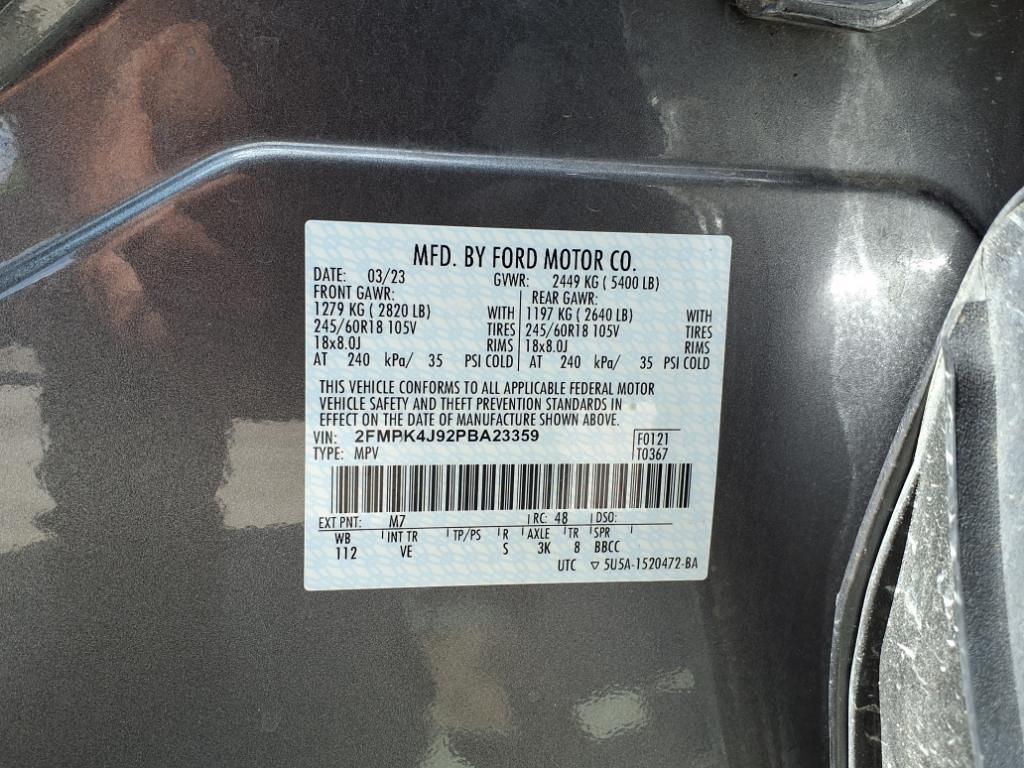 MFD. BY FORD MOTOR CO.
DATE: 03/23 GVWR: 2449 KG ( 5400 LB)
FRONT GAWR: REAR GAWR:
1279 KG ( 2820 LB) WITH 1197 KG ( 2640 LB) WITH
245/60R18 105V TIRES 245/60R18 105V TIRES
18x8.0J RIMS 18x8.0J RIMS
AT 240 kPa/ 35 PSI COLD AT 240 kPa/ 35 PSI COLD
THIS VEHICLE CONFORMS TO ALL APPLICABLE FEDERAL MOTOR
VEHICLE SAFETY AND THEFT PREVENTION STANDARDS IN
EFFECT ON THE DATE OF MANUFACTURE SHOWN ABOVE.
VIN: 2FMPK4J92PBA23359 F0121
TYPE: MPV T0367
EXT PNT: M7 RC: 48 DSO:
WB INT TR TP/PS R AXLE TR SPR
112 VE S 3K 8 BBCC
UTC ▽ 5U5A-1520472-BA